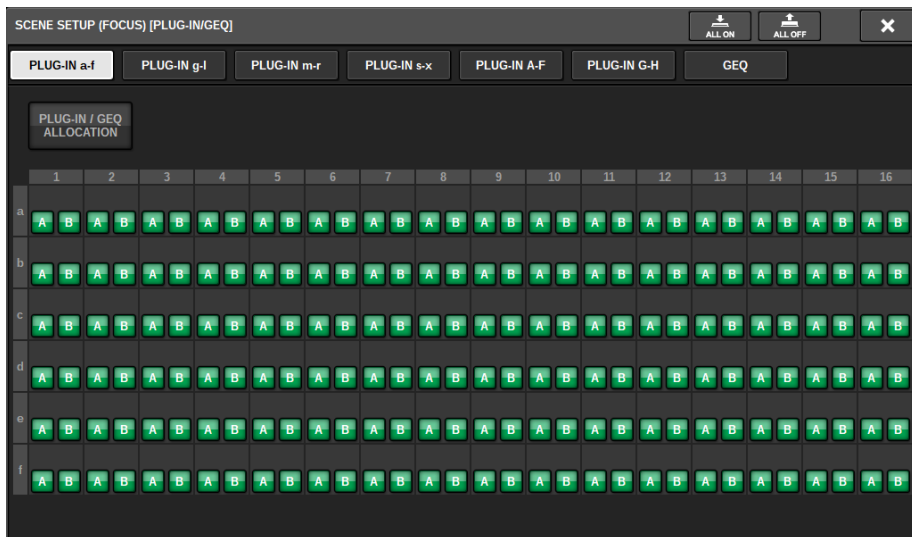 SCENE SETUP (FOCUS) [PLUG-IN/GEQ]
ALL ON
ALL OFF
PLUG-IN a-f
PLUG-IN g-l
PLUG-IN m-r
PLUG-IN s-x
PLUG-IN A-F
PLUG-IN G-H
GEQ
PLUG-IN / GEQ
ALLOCATION
1 2 3 4 5 6 7 8 9 10 11 12 13 14 15 16
a
A B A B A B A B A B A B A B A B A B A B A B A B A B A B A B A B
b
A B A B A B A B A B A B A B A B A B A B A B A B A B A B A B A B
c
A B A B A B A B A B A B A B A B A B A B A B A B A B A B A B A B
d
A B A B A B A B A B A B A B A B A B A B A B A B A B A B A B A B
e
A B A B A B A B A B A B A B A B A B A B A B A B A B A B A B A B
f
A B A B A B A B A B A B A B A B A B A B A B A B A B A B A B A B